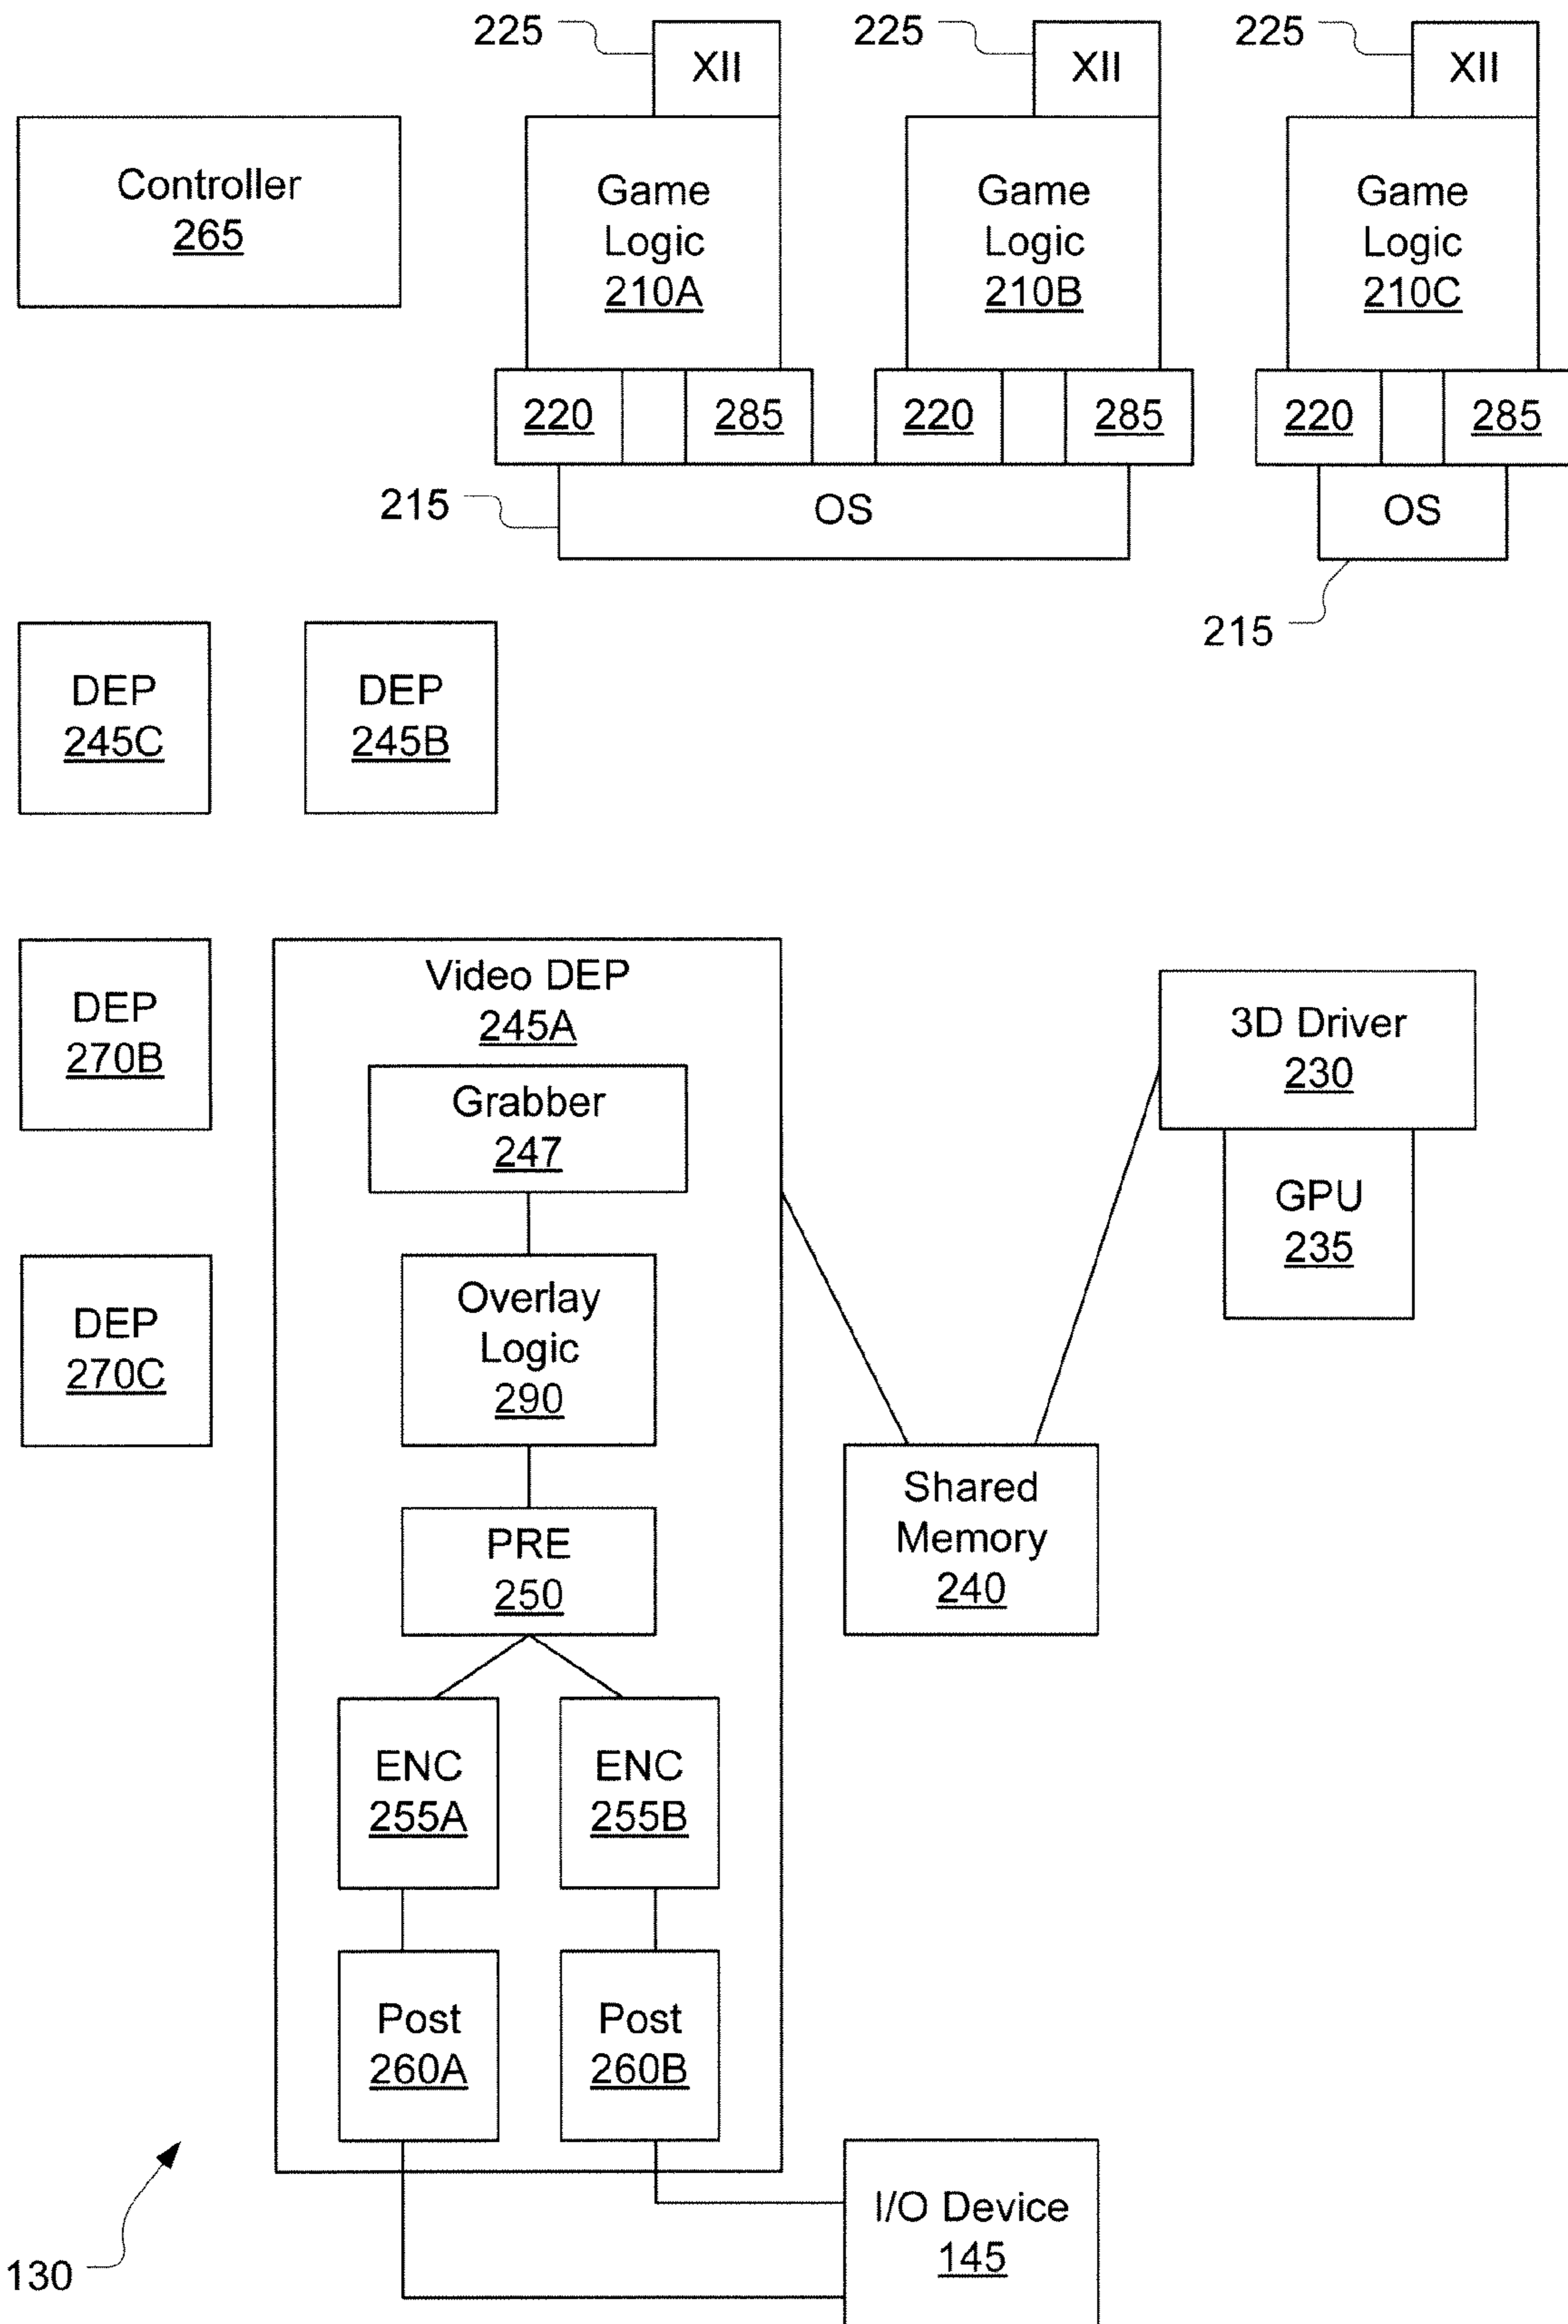 225
XII
225
XII
225
XII
Controller
265
Game
Logic
210A
Game
Logic
210B
Game
Logic
210C
220
285
220
285
220
285
215
OS
OS
215
DEP
245C
DEP
245B
DEP
270B
DEP
270C
Video DEP
245A
Grabber
247
Overlay
Logic
290
PRE
250
ENC
255A
ENC
255B
Post
260A
Post
260B
3D Driver
230
GPU
235
Shared
Memory
240
I/O Device
145
130